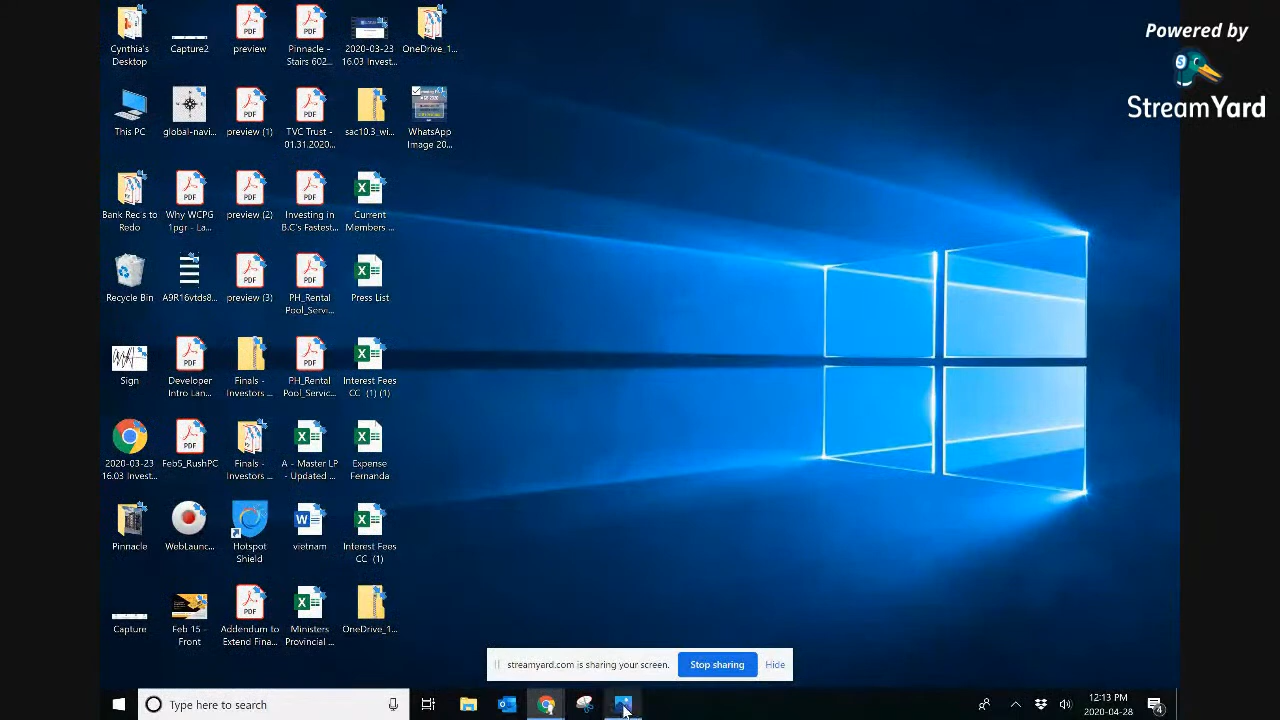 Powered by
StreamYard
Cynthia's
Desktop
Capture2
preview
Pinnacle -
Stairs 602...
2020-03-23
16.03 Invest...
OneDrive_1...
This PC
global-navi...
preview (1)
TVC Trust -
01.31.2020...
sac10.3_wi...
WhatsApp
Image 20...
Bank Rec's to
Redo
Why WCPG
1pgr - La...
preview (2)
Investing in
B.C's Fastest...
Current
Members ...
Recycle Bin
A9R16vtds8...
preview (3)
PH_Rental
Pool_Servi...
Press List
Sign
Developer
Intro Lan...
Finals -
Investors ...
PH_Rental
Pool_Servic...
Interest Fees
CC (1) (1)
2020-03-23
16.03 Invest...
Feb5_RushPC
Finals -
Investors ...
A - Master LP
- Updated ...
Expense
Fernanda
Pinnacle
WebLaunc...
Hotspot
Shield
vietnam
Interest Fees
CC (1)
Capture
Feb 15 -
Front
Addendum to
Extend Fina...
Ministers
Provincial ...
OneDrive_1...
streamyard.com is sharing your screen.
Stop sharing
Hide
Type here to search
12:13 PM
2020-04-28
4